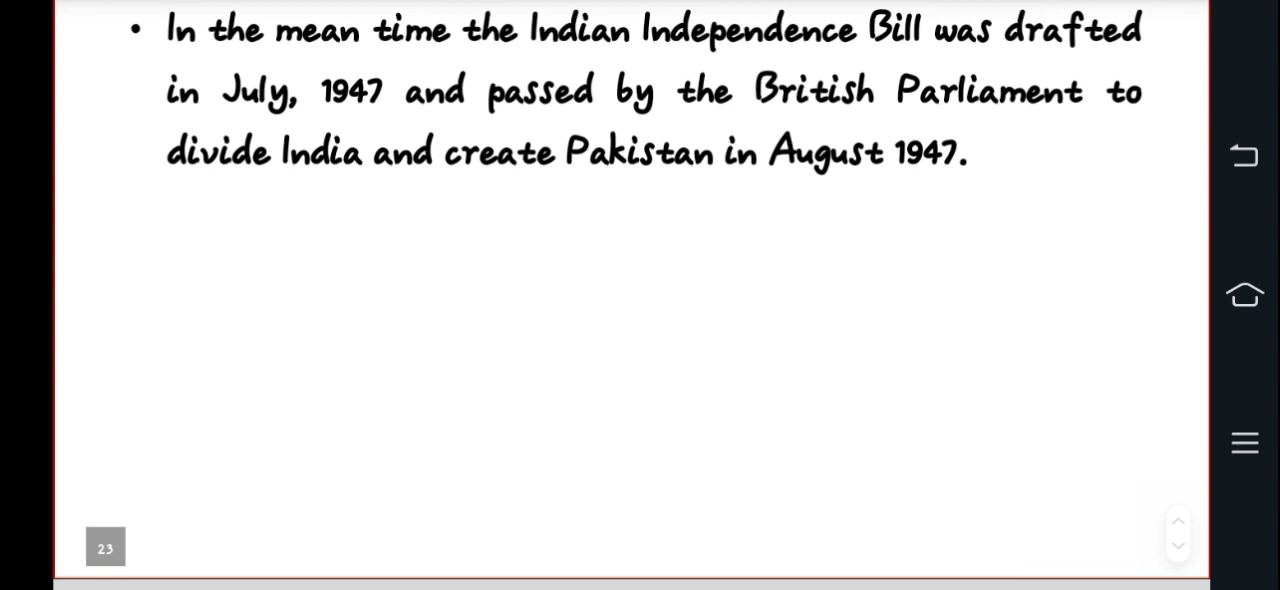 • In the mean time the Indian Independence Bill was drafted
in July, 1947 and passed by the British Parliament to
divide India and create Pakistan in August 1947.
23